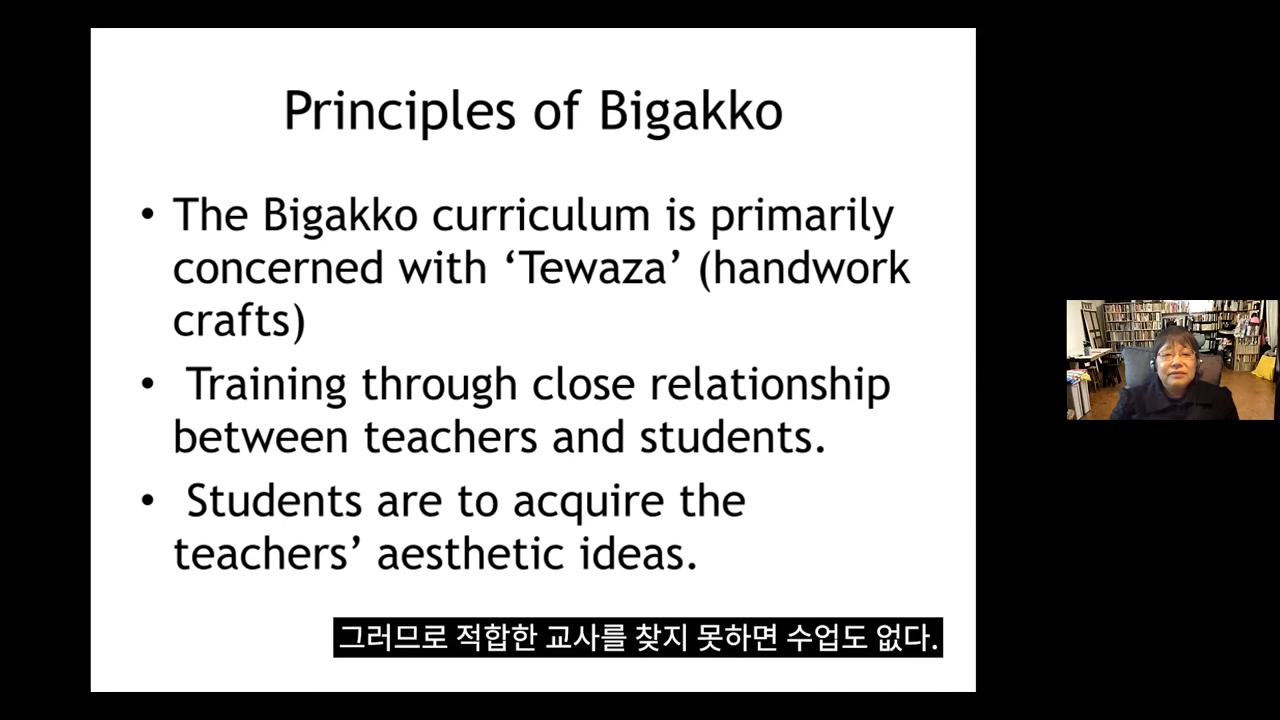 Principles of Bigakko
• The Bigakko curriculum is primarily
concerned with ‘Tewaza’ (handwork
crafts)
• Training through close relationship
between teachers and students.
• Students are to acquire the
teachers’ aesthetic ideas.
그러므로 적합한 교사를 찾지 못하면 수업도 없다.